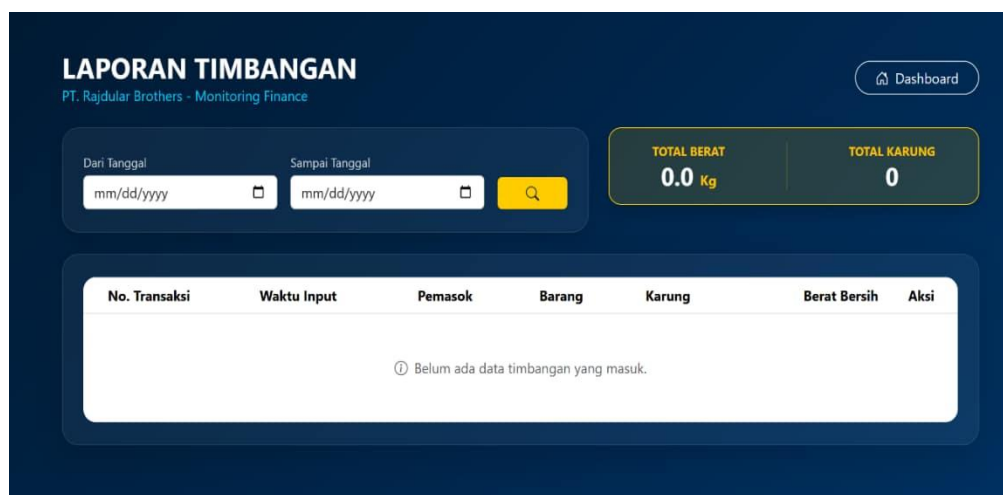 LAPORAN TIMBANGAN
PT. Rajdular Brothers - Monitoring Finance
Dashboard
Dari Tanggal
mm/dd/yyyy
Sampai Tanggal
mm/dd/yyyy
TOTAL BERAT
0.0 Kg
TOTAL KARUNG
0
No. Transaksi Waktu Input Pemasok Barang Karung Berat Bersih Aksi
Belum ada data timbangan yang masuk.